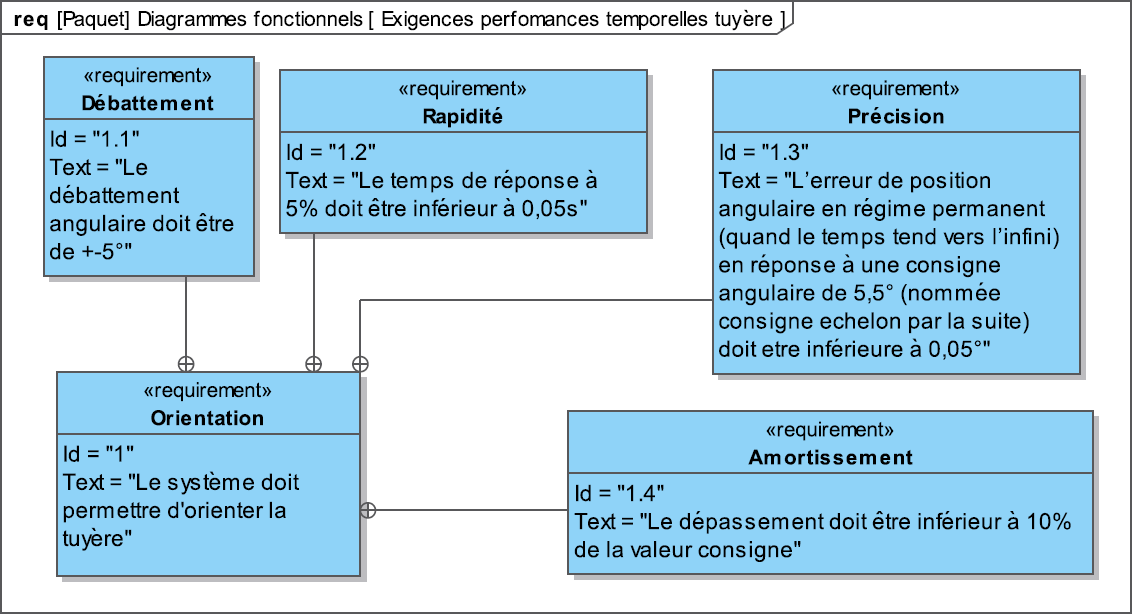 req [Paquet] Diagrammes fonctionnels [ Exigences perfomances temporelles tuyère ]
«requirement»
Débattement
Id = "1.1"
Text = "Le
débattement
angulaire doit être
de +-5°"
«requirement»
Rapidité
Id = "1.2"
Text = "Le temps de réponse à
5% doit être inférieur à 0,05s"
«requirement»
Précision
Id = "1.3"
Text = "L’erreur de position
angulaire en régime permanent
(quand le temps tend vers l’infini)
en réponse à une consigne
angulaire de 5,5° (nommée
consigne echelon par la suite)
doit etre inférieure à 0,05°"
«requirement»
Orientation
Id = "1"
Text = "Le système doit
permettre d'orienter la
tuyère"
«requirement»
Amortissement
Id = "1.4"
Text = "Le dépassement doit être inférieur à 10%
de la valeur consigne"